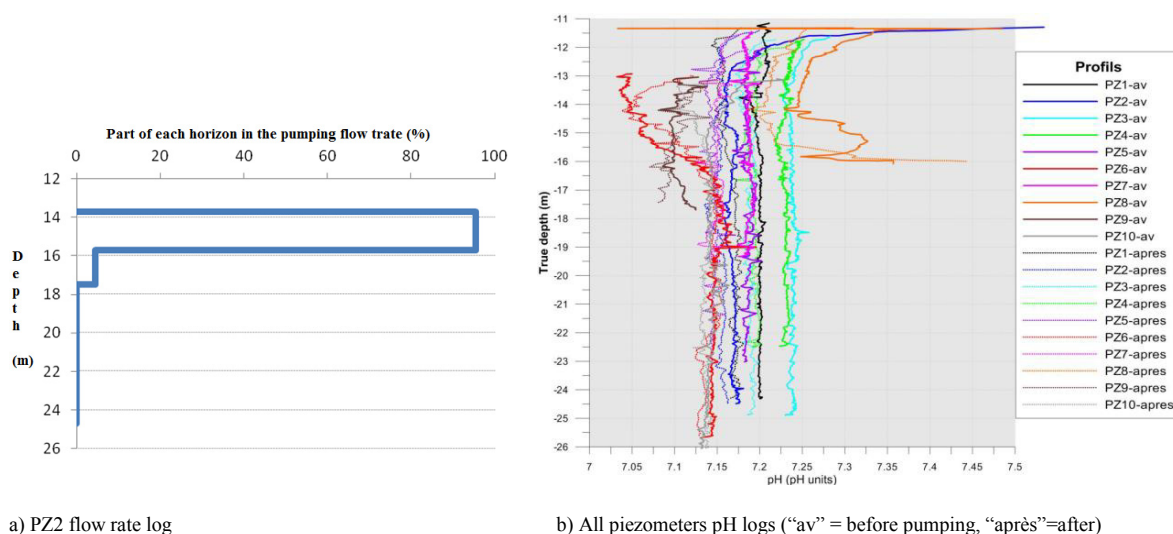 Part of each horizon in the pumping flow trate (%)
0 20 40 60 80 100
12
14
16
18
20
22
24
26
D
e
p
t
h
(m)
a) PZ2 flow rate log
-11
-12
-13
-14
-15
-16
-17
-18
-19
-20
-21
-22
-23
-24
-25
-26
True depth (m)
7 7.05 7.1 7.15 7.2 7.25 7.3 7.35 7.4 7.45 7.5
pH (pH units)
Profils
PZ1-av
PZ2-av
PZ3-av
PZ4-av
PZ5-av
PZ6-av
PZ7-av
PZ8-av
PZ9-av
PZ10-av
PZ1-apres
PZ2-apres
PZ3-apres
PZ4-apres
PZ5-apres
PZ6-apres
PZ7-apres
PZ8-apres
PZ9-apres
PZ10-apres
b) All piezometers pH logs (“av” = before pumping, “après”=after)